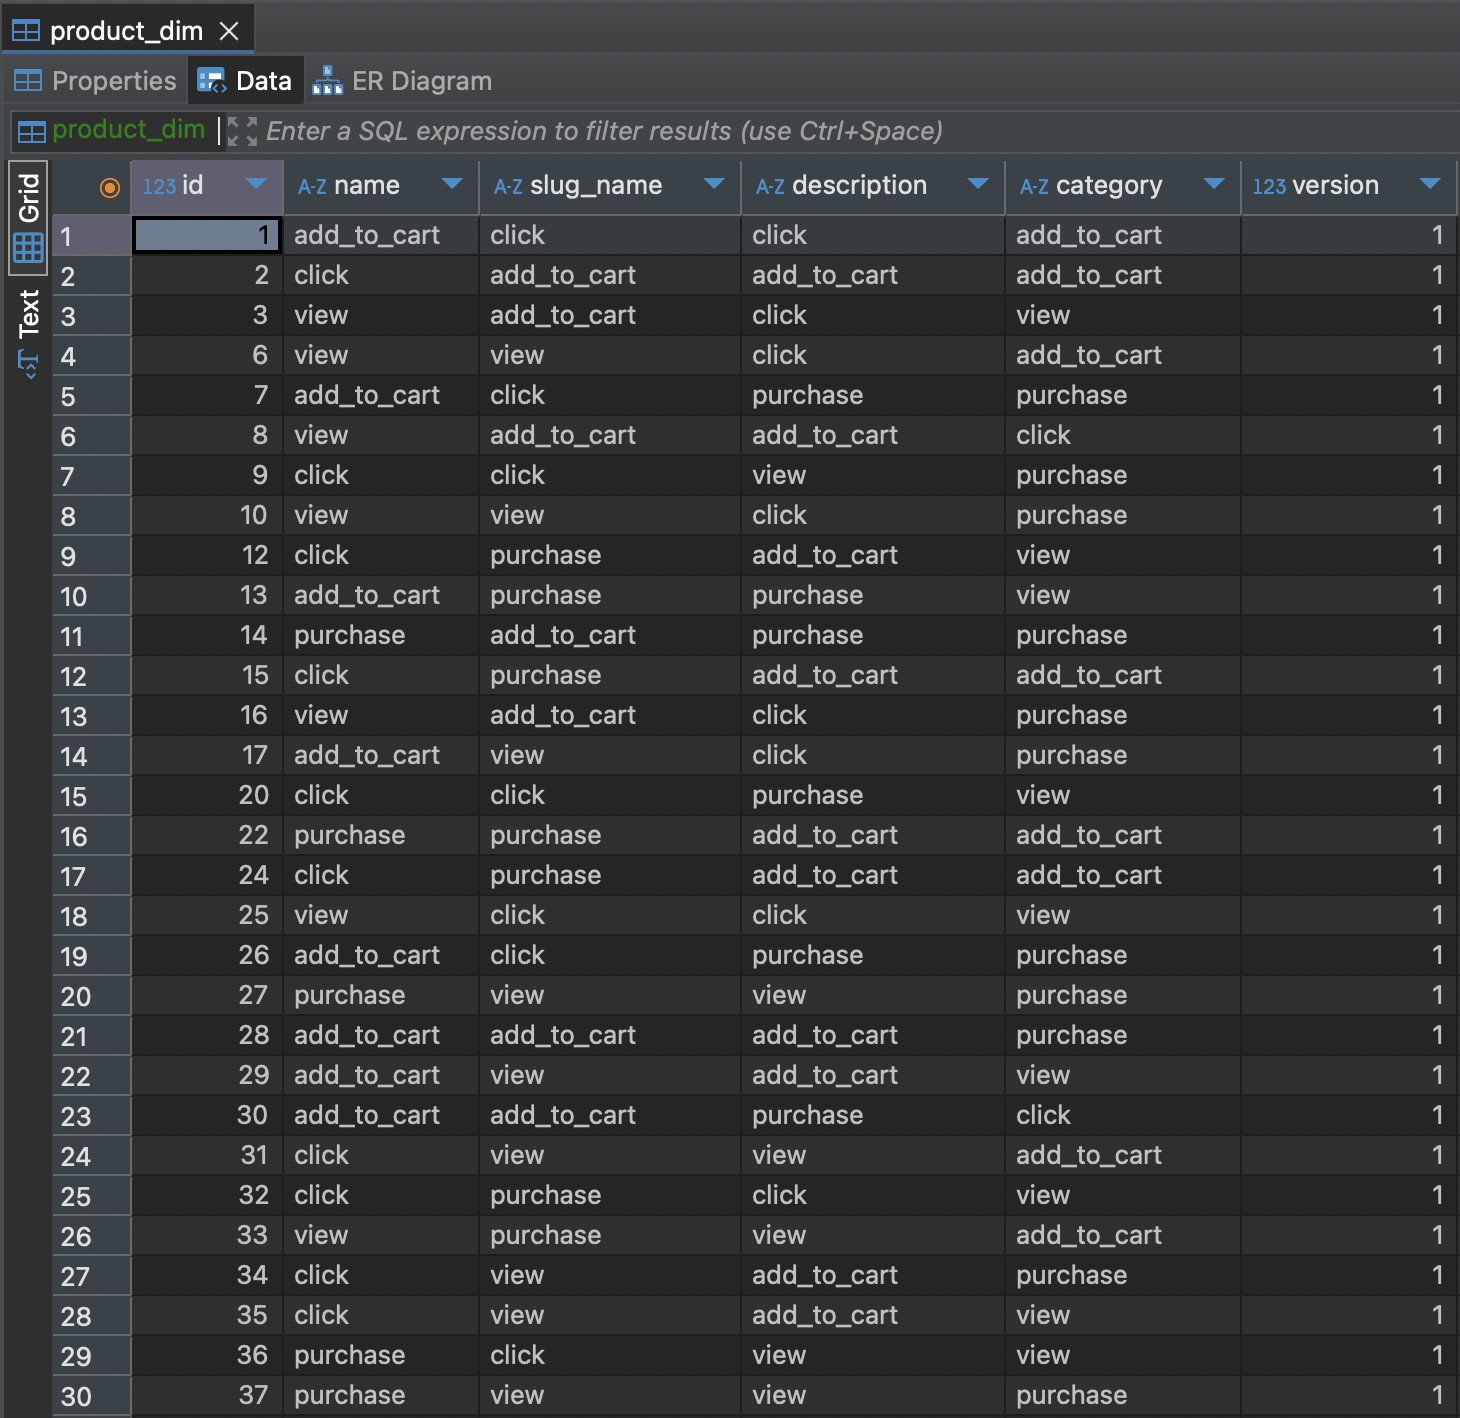 product_dim
Properties Data ER Diagram
product_dim Enter a SQL expression to filter results (use Ctrl+Space)
Grid
Text
123 id A-Z name A-Z slug_name A-Z description A-Z category 123 version
1 1 add_to_cart click click add_to_cart 1
2 2 click add_to_cart add_to_cart add_to_cart 1
3 3 view add_to_cart click view 1
4 6 view view click add_to_cart 1
5 7 add_to_cart click purchase purchase 1
6 8 view add_to_cart add_to_cart click 1
7 9 click click view purchase 1
8 10 view view click purchase 1
9 12 click purchase add_to_cart view 1
10 13 add_to_cart purchase purchase view 1
11 14 purchase add_to_cart purchase purchase 1
12 15 click purchase add_to_cart add_to_cart 1
13 16 view add_to_cart click purchase 1
14 17 add_to_cart view click purchase 1
15 20 click click purchase view 1
16 22 purchase purchase add_to_cart add_to_cart 1
17 24 click purchase add_to_cart add_to_cart 1
18 25 view click click view 1
19 26 add_to_cart click purchase purchase 1
20 27 purchase view view purchase 1
21 28 add_to_cart add_to_cart add_to_cart purchase 1
22 29 add_to_cart view add_to_cart view 1
23 30 add_to_cart add_to_cart purchase click 1
24 31 click view view add_to_cart 1
25 32 click purchase click view 1
26 33 view purchase view add_to_cart 1
27 34 click view add_to_cart purchase 1
28 35 click view add_to_cart view 1
29 36 purchase click view view 1
30 37 purchase view view purchase 1